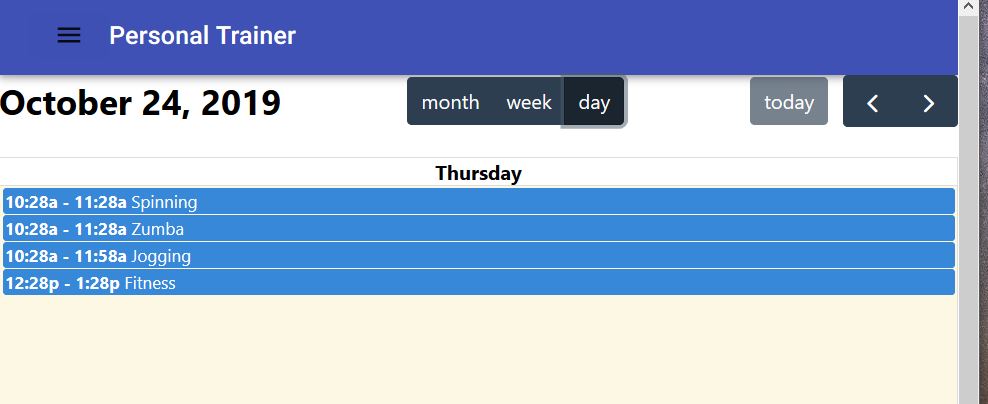 Personal Trainer
October 24, 2019
month week day
today
Thursday
10:28a - 11:28a Spinning
10:28a - 11:28a Zumba
10:28a - 11:58a Jogging
12:28p - 1:28p Fitness